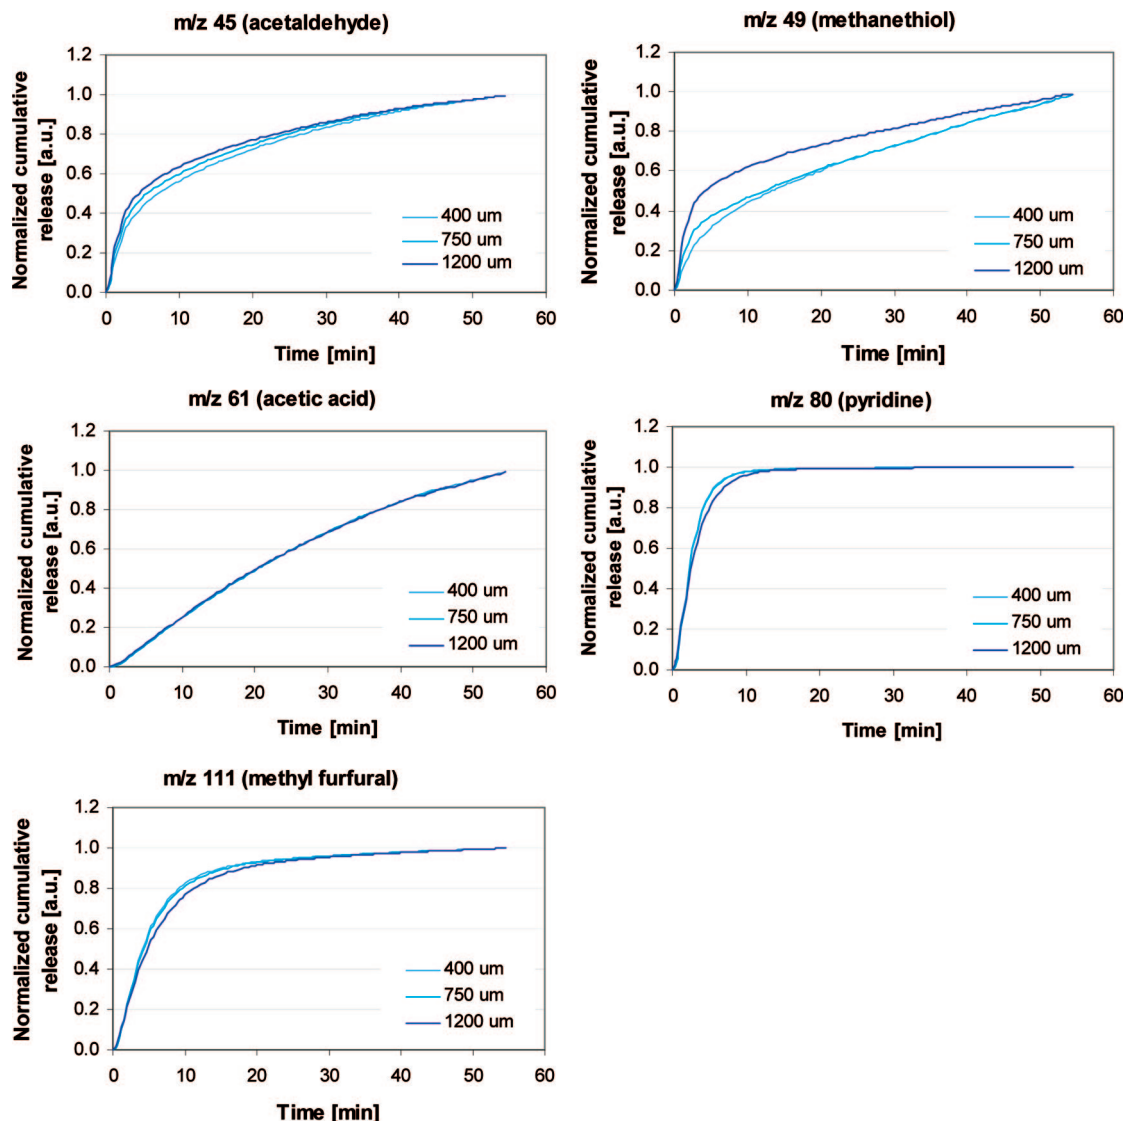 m/z 45 (acetaldehyde)
Normalized cumulative
release [a.u.]
1.2
1.0
0.8
0.6
0.4
0.2
0.0
400 um
750 um
1200 um
0 10 20 30 40 50 60
Time [min]
m/z 49 (methanethiol)
Normalized cumulative
release [a.u.]
1.2
1.0
0.8
0.6
0.4
0.2
0.0
400 um
750 um
1200 um
0 10 20 30 40 50 60
Time [min]
m/z 61 (acetic acid)
Normalized cumulative
release [a.u.]
1.2
1.0
0.8
0.6
0.4
0.2
0.0
400 um
750 um
1200 um
0 10 20 30 40 50 60
Time [min]
m/z 80 (pyridine)
Normalized cumulative
release [a.u.]
1.2
1.0
0.8
0.6
0.4
0.2
0.0
400 um
750 um
1200 um
0 10 20 30 40 50 60
Time [min]
m/z 111 (methyl furfural)
Normalized cumulative
release [a.u.]
1.2
1.0
0.8
0.6
0.4
0.2
0.0
400 um
750 um
1200 um
0 10 20 30 40 50 60
Time [min]